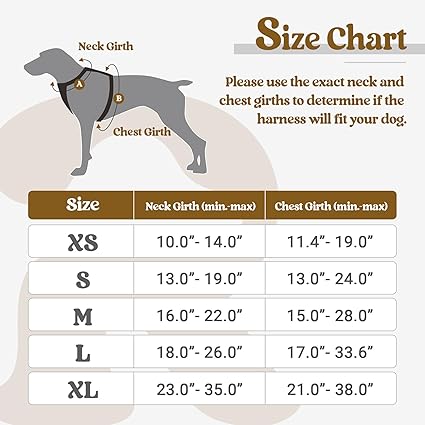 Size Chart
Neck Girth
A
B
Chest Girth
Please use the exact neck and
chest girths to determine if the
harness will fit your dog.
Size Neck Girth (min.-max) Chest Girth (min.-max)
XS 10.0”- 14.0” 11.4”- 19.0”
S 13.0”- 19.0” 13.0”- 24.0”
M 16.0”- 22.0” 15.0”- 28.0”
L 18.0”- 26.0” 17.0”- 33.6”
XL 23.0”- 35.0” 21.0”- 38.0”